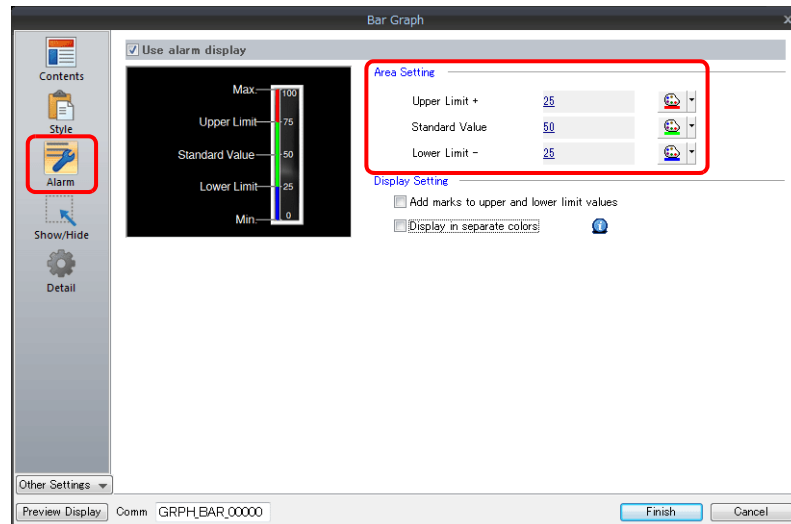 Bar Graph
x
Contents
Style
Alarm
Show/Hide
Detail
Other Settings
Use alarm display
Max.
100
Upper Limit
75
Standard Value
50
Lower Limit
25
Min.
0
Area Setting
Upper Limit + 25
Standard Value 50
Lower Limit - 25
Display Setting
Add marks to upper and lower limit values
Display in separate colors
Preview Display Comm GRPH_BAR_00000 Finish Cancel